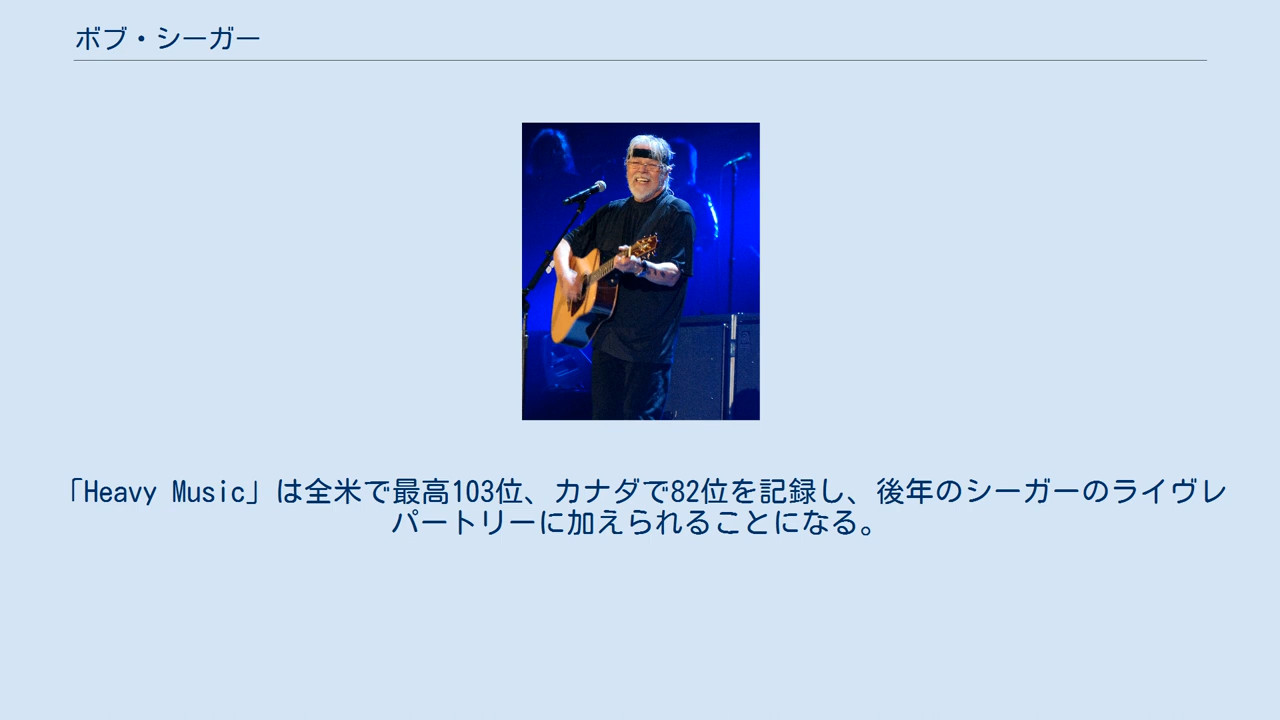 ボブ・シーガー
「Heavy Music」は全米で最高103位、カナダで82位を記録し、後年のシーガーのライヴレ
パートリーに加えられることになる。